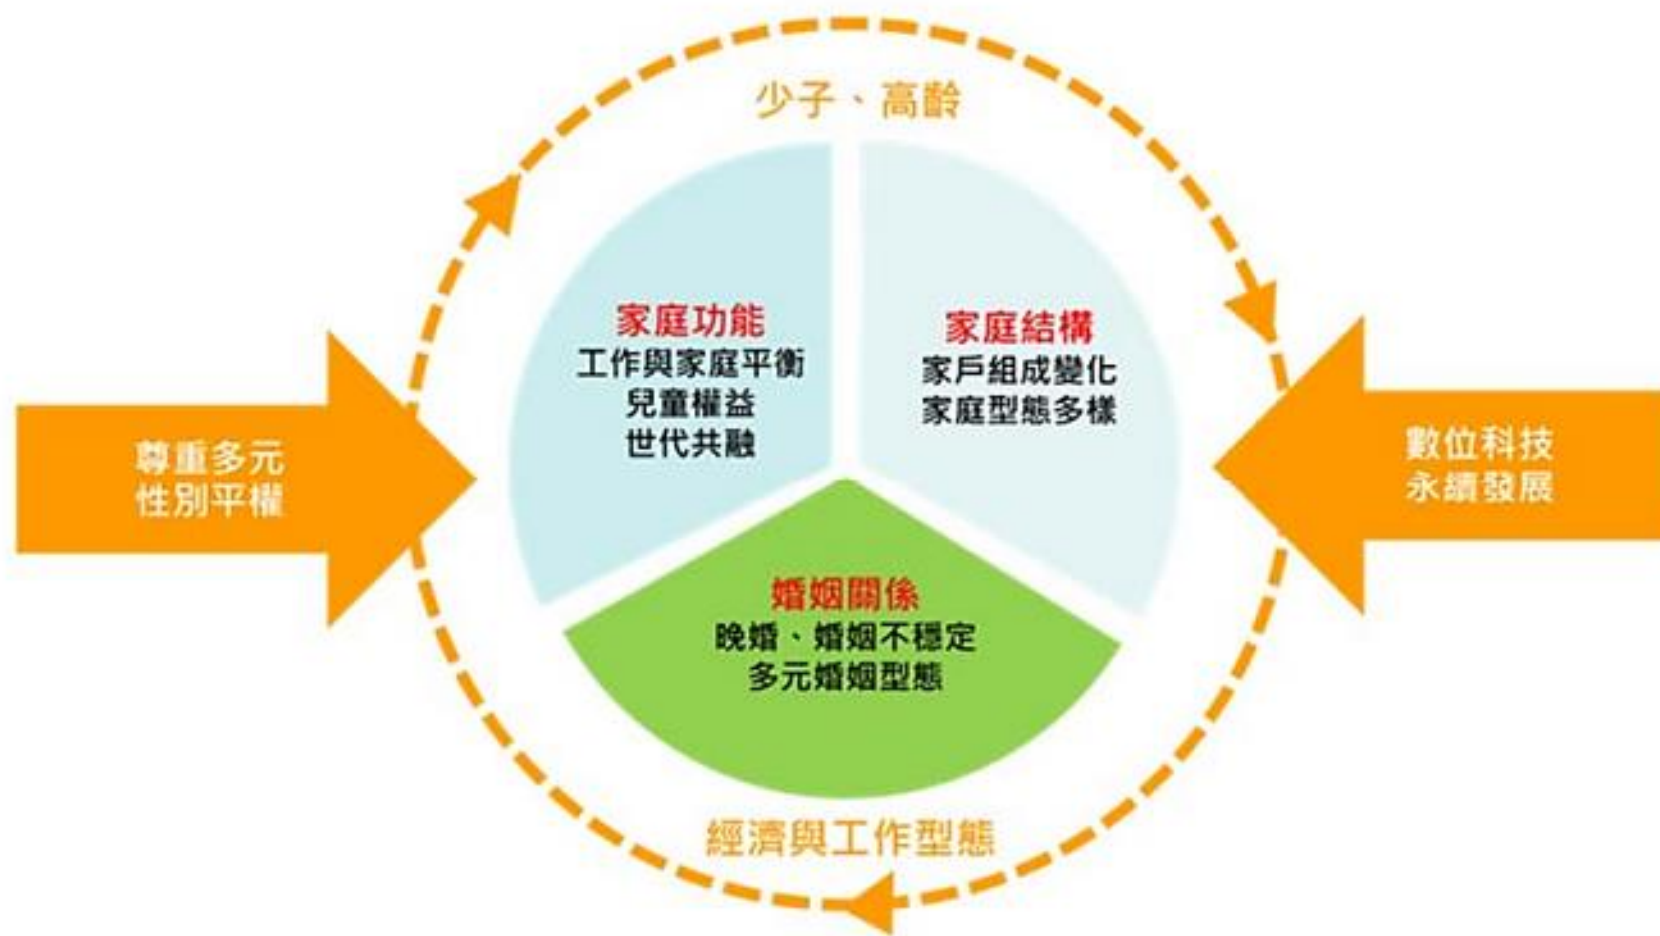 少子、高齡
家庭功能
工作與家庭平衡
兒童權益
世代共融
家庭結構
家戶組成變化
家庭型態多樣
尊重多元
性別平權
數位科技
永續發展
婚姻關係
晚婚、婚姻不穩定
多元婚姻型態
經濟與工作型態